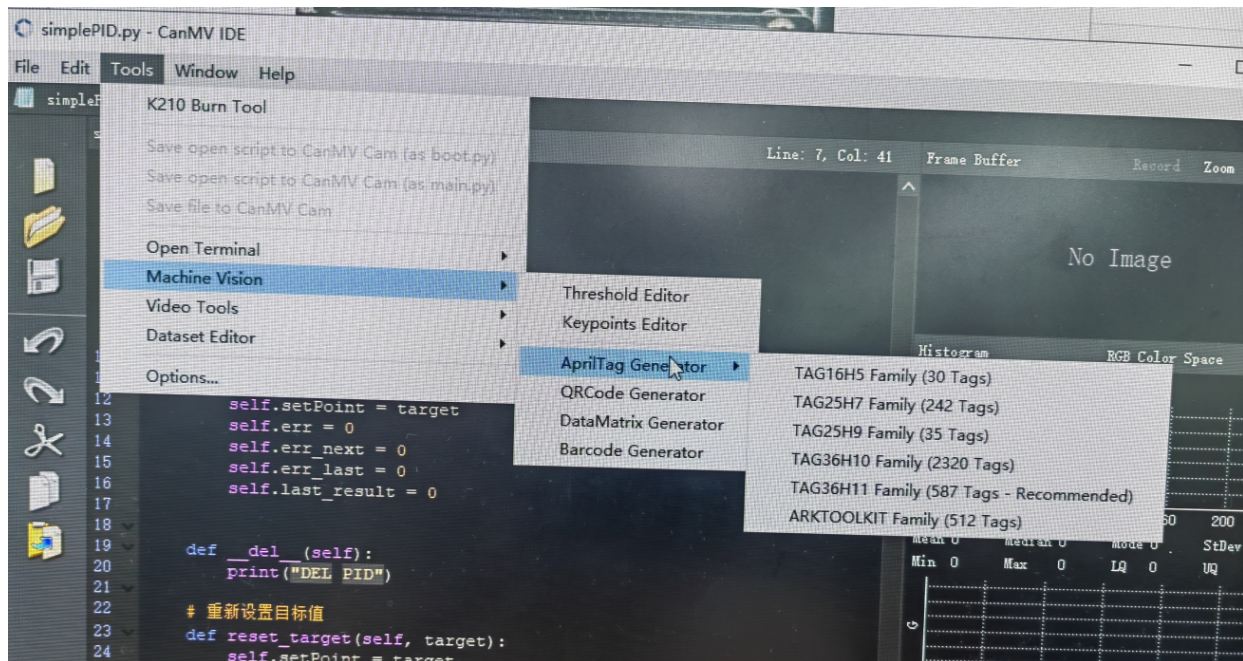 simplePID.py - CanMV IDE
File Edit Tools Window Help
K210 Burn Tool
Save open script to CanMV Cam (as boot.py)
Save open script to CanMV Cam (as main.py)
Save file to CanMV Cam
Open Terminal
Machine Vision
Video Tools
Dataset Editor
Options...
Threshold Editor
Keypoints Editor
AprilTag Generator
QRCode Generator
DataMatrix Generator
Barcode Generator
TAG16H5 Family (30 Tags)
TAG25H7 Family (242 Tags)
TAG25H9 Family (35 Tags)
TAG36H10 Family (2320 Tags)
TAG36H11 Family (587 Tags - Recommended)
ARKTOOLKIT Family (512 Tags)
Line: 7, Col: 41
Frame Buffer Record Zoom
No Image
Histogram RGB Color Space
200
Mean 0 Median 0 Mode 0 StDev
Min 0 Max 0 LQ 0 UQ
G
12 self.setPoint = target
13 self.err = 0
14 self.err_next = 0
15 self.err_last = 0
16 self.last_result = 0
17
18
19 def __del__(self):
20 print("DEL PID")
21
22 # 重新设置目标值
23 def reset_target(self, target):
24 self.setPoint = target